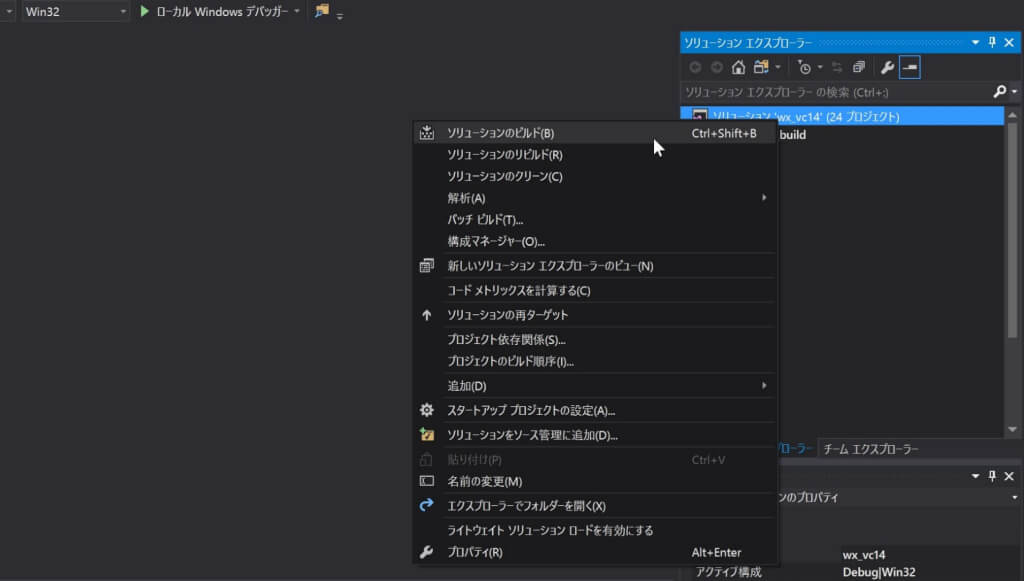 Win32
ローカル Windows デバッガー
ソリューション エクスプローラー
ソリューション エクスプローラー の検索 (Ctrl+;)
ソリューション 'wx_vc14' (24 プロジェクト)
build
ソリューションのビルド(B) Ctrl+Shift+B
ソリューションのリビルド(R)
ソリューションのクリーン(C)
解析(A)
バッチ ビルド(T)...
構成マネージャー(O)...
新しいソリューション エクスプローラーのビュー(N)
コード メトリックスを計算する(C)
ソリューションの再ターゲット
プロジェクト依存関係(S)...
プロジェクトのビルド順序(I)...
追加(D)
スタートアップ プロジェクトの設定(A)...
ソリューションをソース管理に追加(D)...
ローラー チーム エクスプローラー
貼り付け(P) Ctrl+V
名前の変更(M)
ンのプロパティ
エクスプローラーでフォルダーを開く(X)
ライトウェイト ソリューション ロードを有効にする
プロパティ(R) Alt+Enter
wx_vc14
アクティブ構成 Debug|Win32